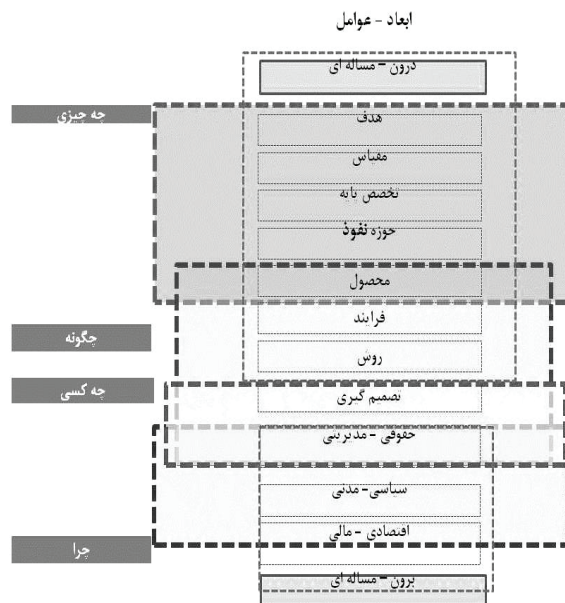 ابعاد - عوامل
درون - مساله ای
چه چیزی
هدف
مقیاس
تخصص پایه
حوزه نفوذ
محصول
فرایند
چگونه
روش
چه کسی
تصمیم گیری
حقوقی - مدیریتی
سیاسی- مدنی
اقتصادی - مالی
چرا
برون - مساله ای